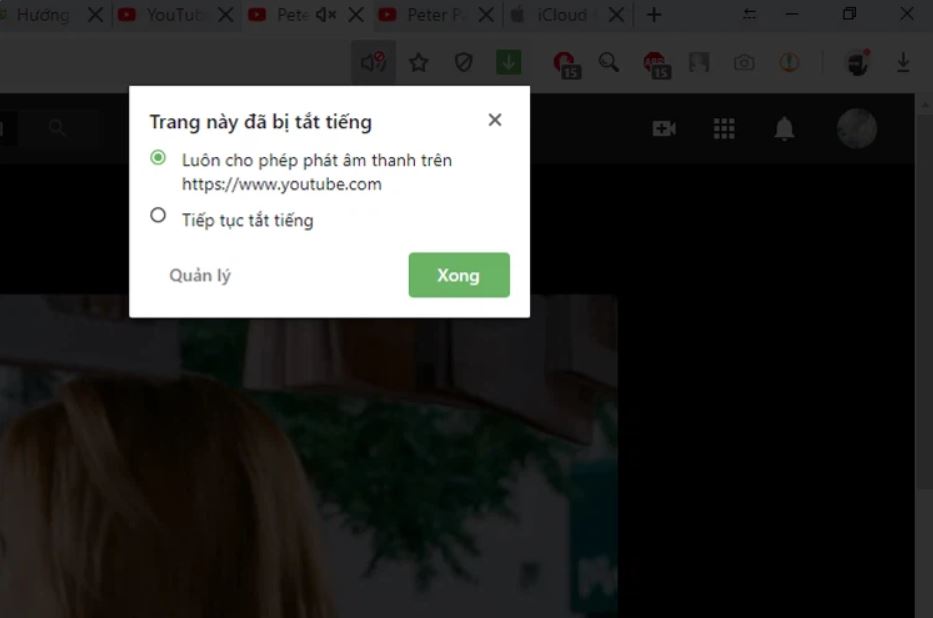 Hướng
YouTub
Pete
Peter P
iCloud
15
15
Trang này đã bị tắt tiếng
Luôn cho phép phát âm thanh trên
https://www.youtube.com
Tiếp tục tắt tiếng
Quản lý
Xong